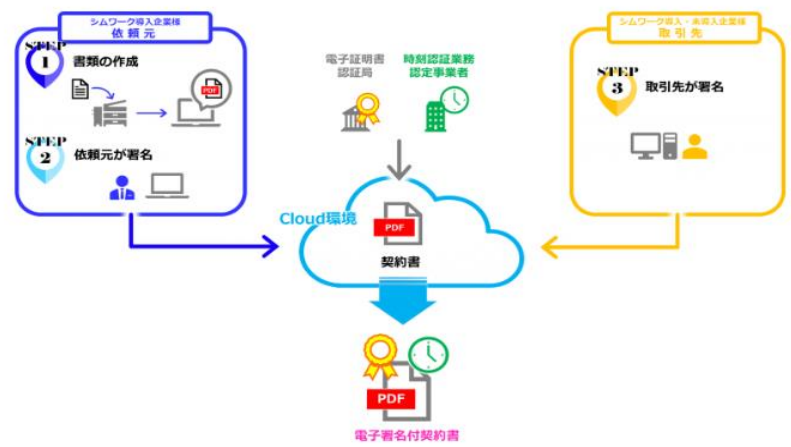 シムワーク導入企業様
依頼元
STEP
1
書類の作成
PDF
STEP
2
依頼元が署名
電子証明書
認証局
時刻認証業務
認定事業者
シムワーク導入・未導入企業様
取引先
STEP
3
取引先が署名
Cloud環境
PDF
契約書
PDF
電子署名付契約書